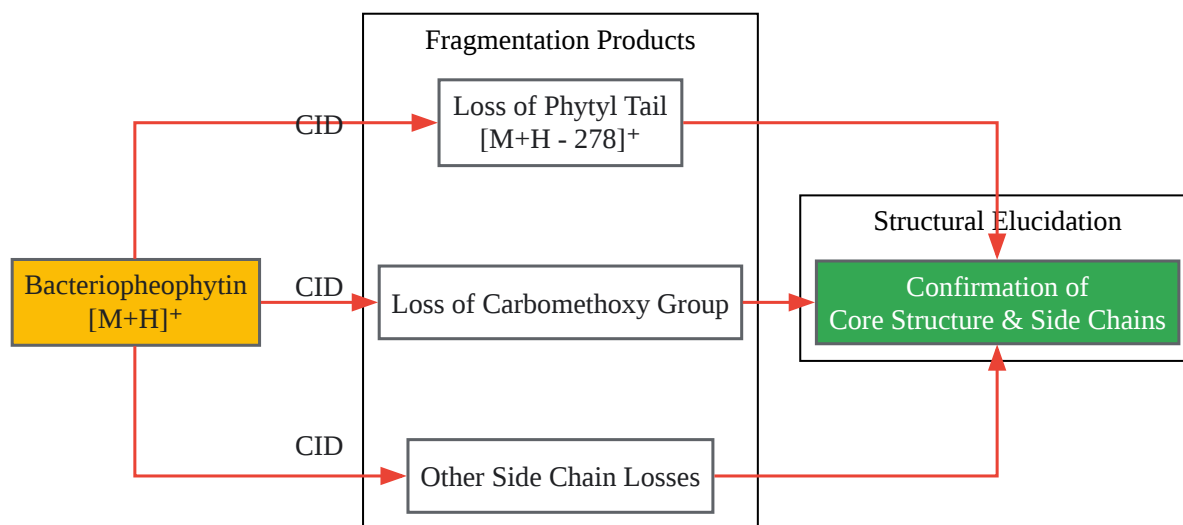 Fragmentation Products
Loss of Phytyl Tail
[M+H - 278]⁺
CID
Structural Elucidation
Bacteriopheophytin
[M+H]⁺
CID
Loss of Carbomethoxy Group
Confirmation of
Core Structure & Side Chains
CID
Other Side Chain Losses